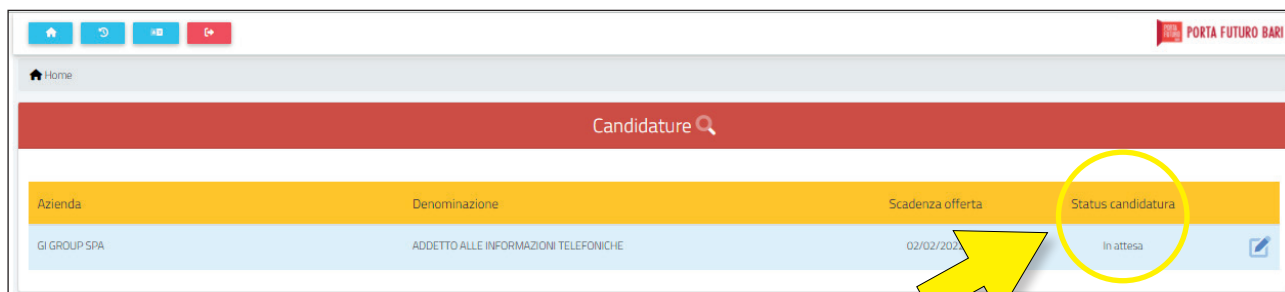 PORTA FUTURO BARI
Home
Candidature
Azienda Denominazione Scadenza offerta Status candidatura
GI GROUP SPA ADDETTO ALLE INFORMAZIONI TELEFONICHE In attesa